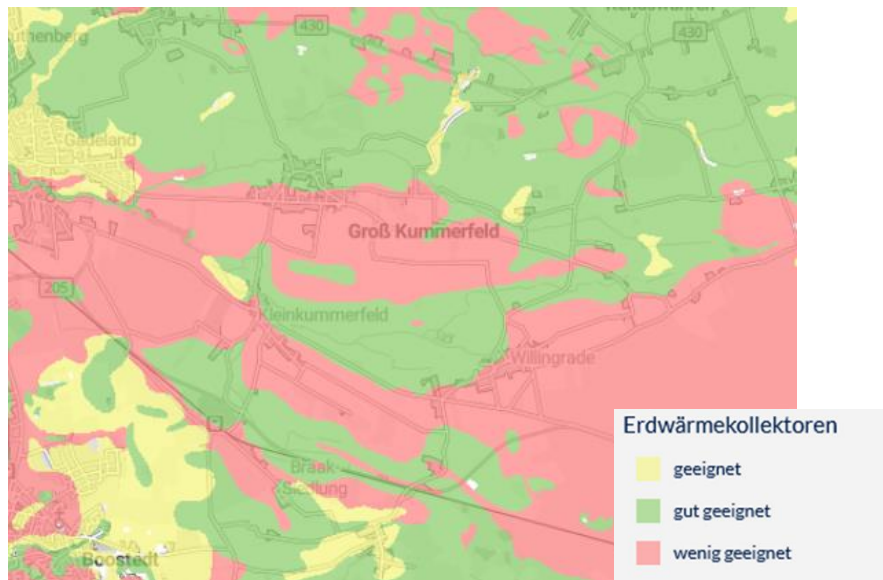 430
430
Gadeland
Groß Kummerfeld
205
Kleinkummerfeld
Willingrade
Braak-
Siedlung
Boostedt
Erdwärmekollektoren
geeignet
gut geeignet
wenig geeignet